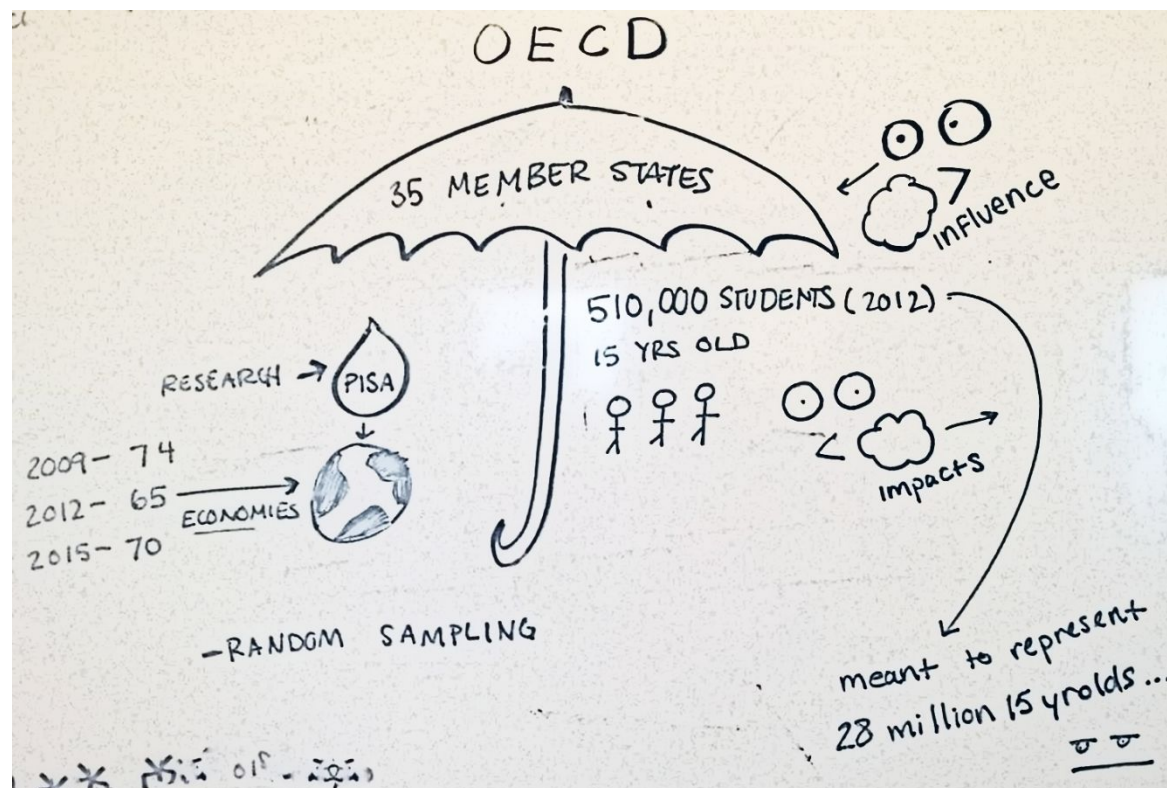 OECD
35 MEMBER STATES
influence
510,000 STUDENTS (2012)
15 YRS OLD
RESEARCH
PISA
2009 - 74
2012 - 65
ECONOMIES
2015 - 70
impacts
- RANDOM SAMPLING
meant to represent
28 million 15 yrolds...